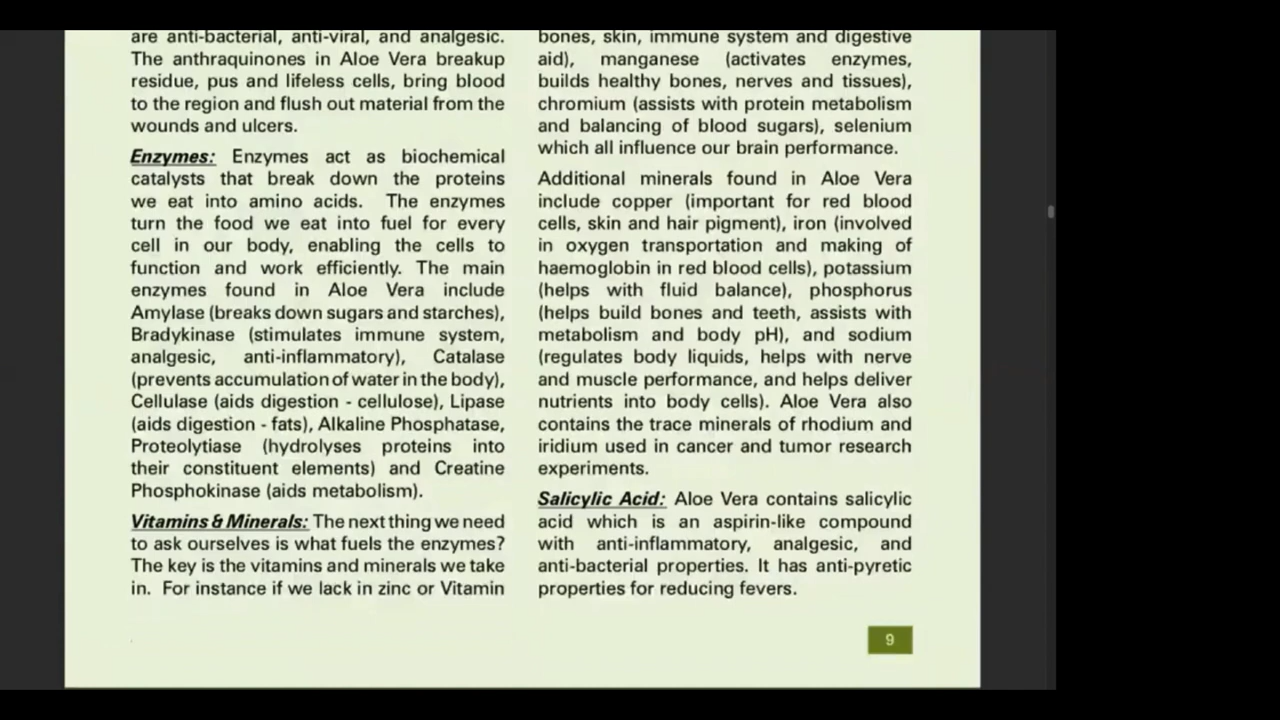 are anti-bacterial, anti-viral, and analgesic.
The anthraquinones in Aloe Vera breakup
residue, pus and lifeless cells, bring blood
to the region and flush out material from the
wounds and ulcers.
Enzymes: Enzymes act as biochemical
catalysts that break down the proteins
we eat into amino acids. The enzymes
turn the food we eat into fuel for every
cell in our body, enabling the cells to
function and work efficiently. The main
enzymes found in Aloe Vera include
Amylase (breaks down sugars and starches),
Bradykinase (stimulates immune system,
analgesic, anti-inflammatory), Catalase
(prevents accumulation of water in the body),
Cellulase (aids digestion - cellulose), Lipase
(aids digestion - fats), Alkaline Phosphatase,
Proteolytiase (hydrolyses proteins into
their constituent elements) and Creatine
Phosphokinase (aids metabolism).
Vitamins & Minerals: The next thing we need
to ask ourselves is what fuels the enzymes?
The key is the vitamins and minerals we take
in. For instance if we lack in zinc or Vitamin
bones, skin, immune system and digestive
aid), manganese (activates enzymes,
builds healthy bones, nerves and tissues),
chromium (assists with protein metabolism
and balancing of blood sugars), selenium
which all influence our brain performance.
Additional minerals found in Aloe Vera
include copper (important for red blood
cells, skin and hair pigment), iron (involved
in oxygen transportation and making of
haemoglobin in red blood cells), potassium
(helps with fluid balance), phosphorus
(helps build bones and teeth, assists with
metabolism and body pH), and sodium
(regulates body liquids, helps with nerve
and muscle performance, and helps deliver
nutrients into body cells). Aloe Vera also
contains the trace minerals of rhodium and
iridium used in cancer and tumor research
experiments.
Salicylic Acid: Aloe Vera contains salicylic
acid which is an aspirin-like compound
with anti-inflammatory, analgesic, and
anti-bacterial properties. It has anti-pyretic
properties for reducing fevers.
9